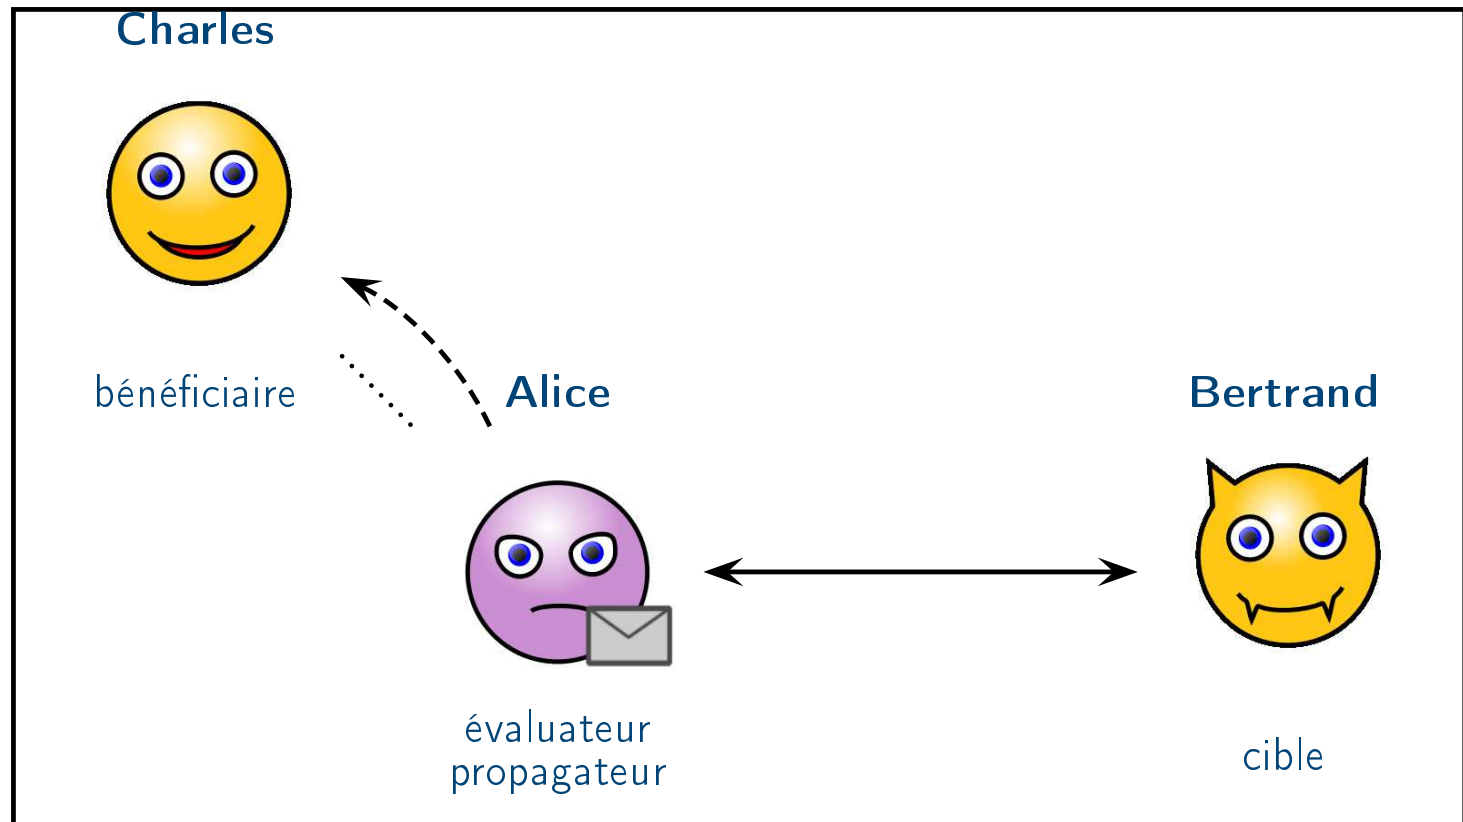 Charles
bénéficiaire
Alice
Bertrand
évaluateur
propagateur
cible